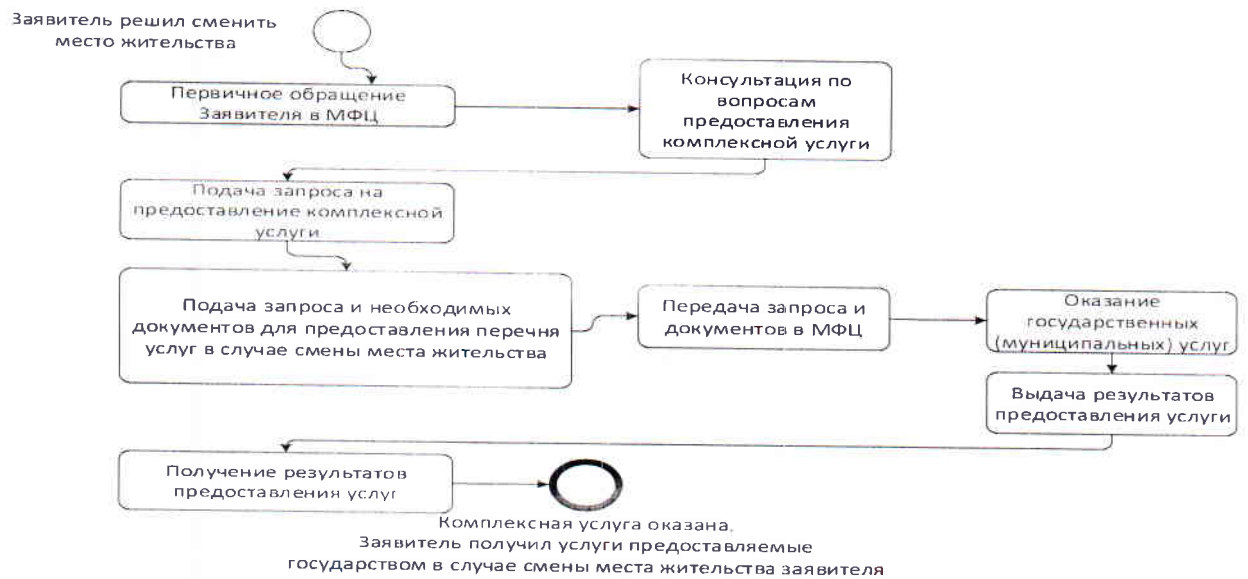 Заявитель решил сменить
место жительства
Первичное обращение
Заявителя в МФЦ
Консультация по
вопросам
предоставления
комплексной услуги
Подача запроса на
предоставление комплексной
услуги
Подача запроса и необходимых
документов для предоставления перечня
услуг в случае смены места жительства
Передача запроса и
документов в МФЦ
Оказание
государственных
(муниципальных) услуг
Выдача результатов
предоставления услуги
Получение результатов
предоставления услуг
Комплексная услуга оказана.
Заявитель получил услуги предоставляемые
государством в случае смены места жительства заявителя